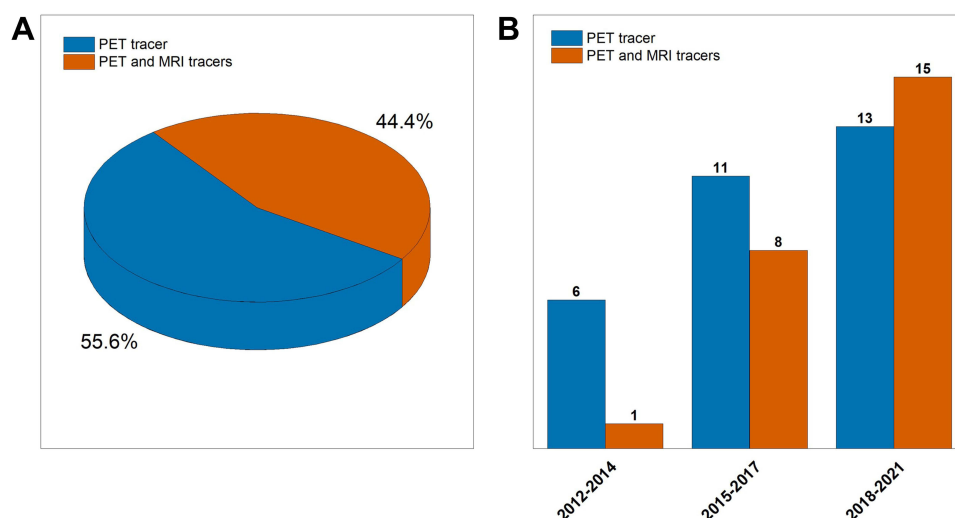 A
PET tracer
PET and MRI tracers
44.4%
55.6%
B
PET tracer
PET and MRI tracers
15
13
11
8
6
1
2012-2014
2015-2017
2018-2021